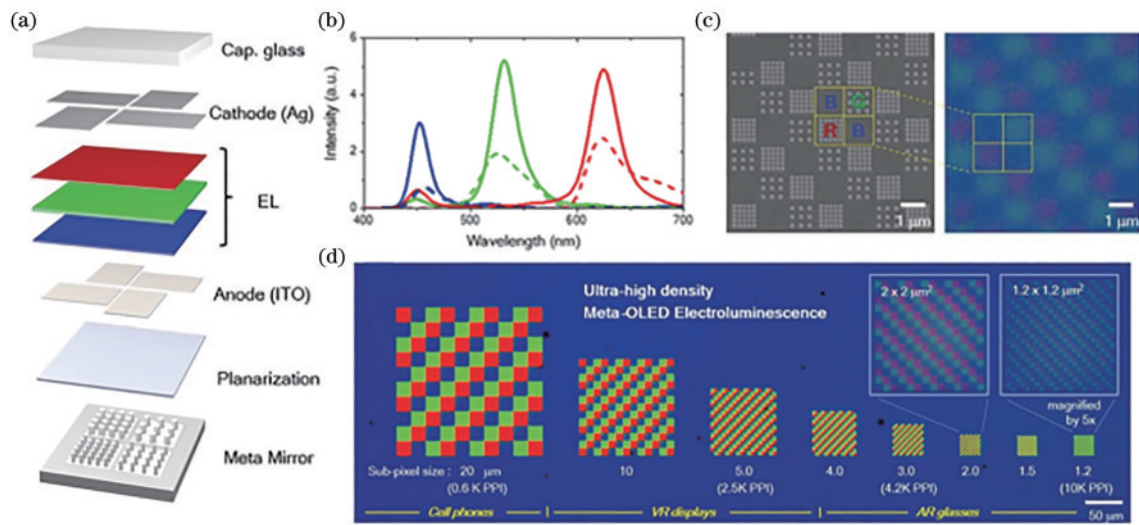 (a)
Cap. glass
Cathode (Ag)
EL
Anode (ITO)
Planarization
Meta Mirror
(b)
Intensity (a.u.)
6
4
2
0
400
500
600
700
Wavelength (nm)
(c)
B
G
R
B
1 μm
1 μm
(d)
Ultra-high density
Meta-OLED Electroluminescence
2 x 2 μm²
1.2 x 1.2 μm²
magnified
by 5x
Sub-pixel size : 20 μm 10 5.0 4.0 3.0 2.0 1.5 1.2
(0.6 K PPI) (2.5K PPI) (4.2K PPI) (10K PPI)
Cell phones VR displays AR glasses
50 μm